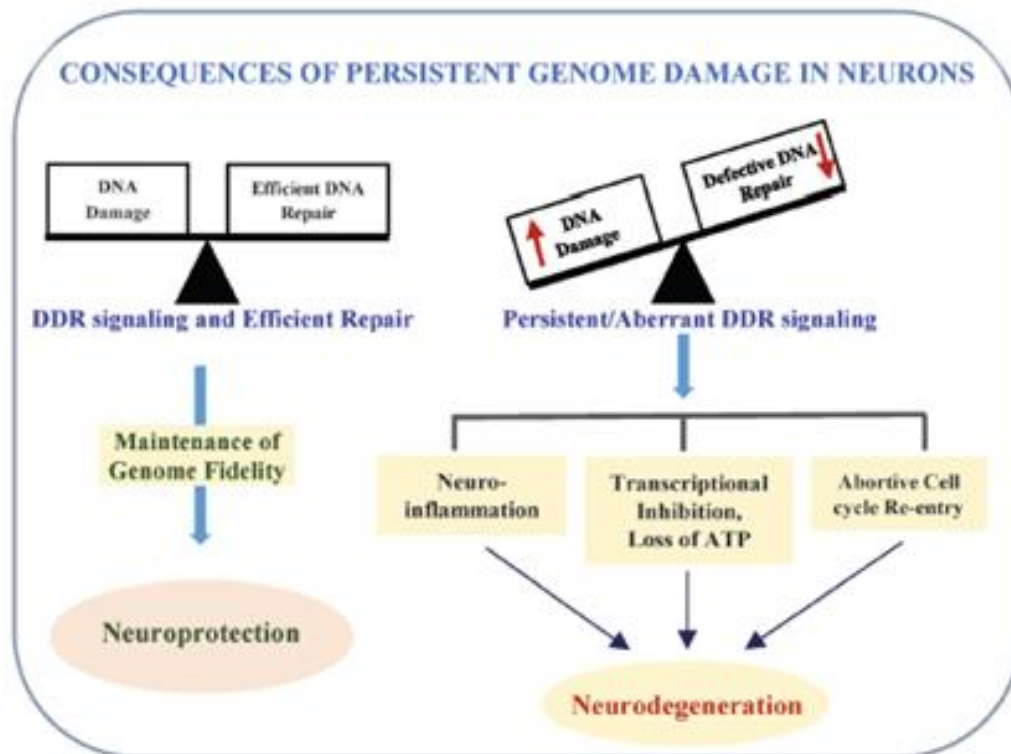 CONSEQUENCES OF PERSISTENT GENOME DAMAGE IN NEURONS
DNA
Damage
Efficient DNA
Repair
DDR signaling and Efficient Repair
Maintenance of
Genome Fidelity
Neuroprotection
DNA
Damage
Defective DNA
Repair
Persistent/Aberrant DDR signaling
Neuro-
inflammation
Transcriptional
Inhibition,
Loss of ATP
Abortive Cell
cycle Re-entry
Neurodegeneration